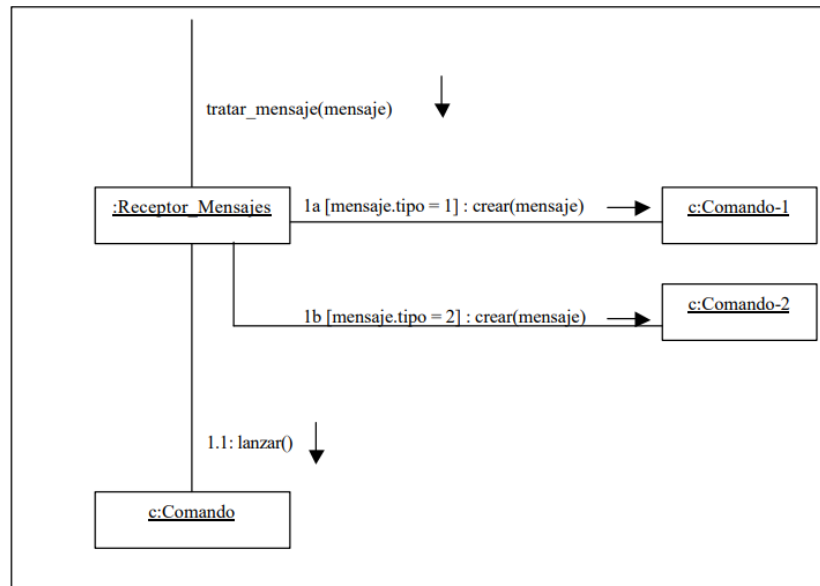 tratar_mensaje(mensaje)
:Receptor_Mensajes
1a [mensaje.tipo = 1] : crear(mensaje)
c:Comando-1
1b [mensaje.tipo = 2] : crear(mensaje)
c:Comando-2
1.1: lanzar()
c:Comando